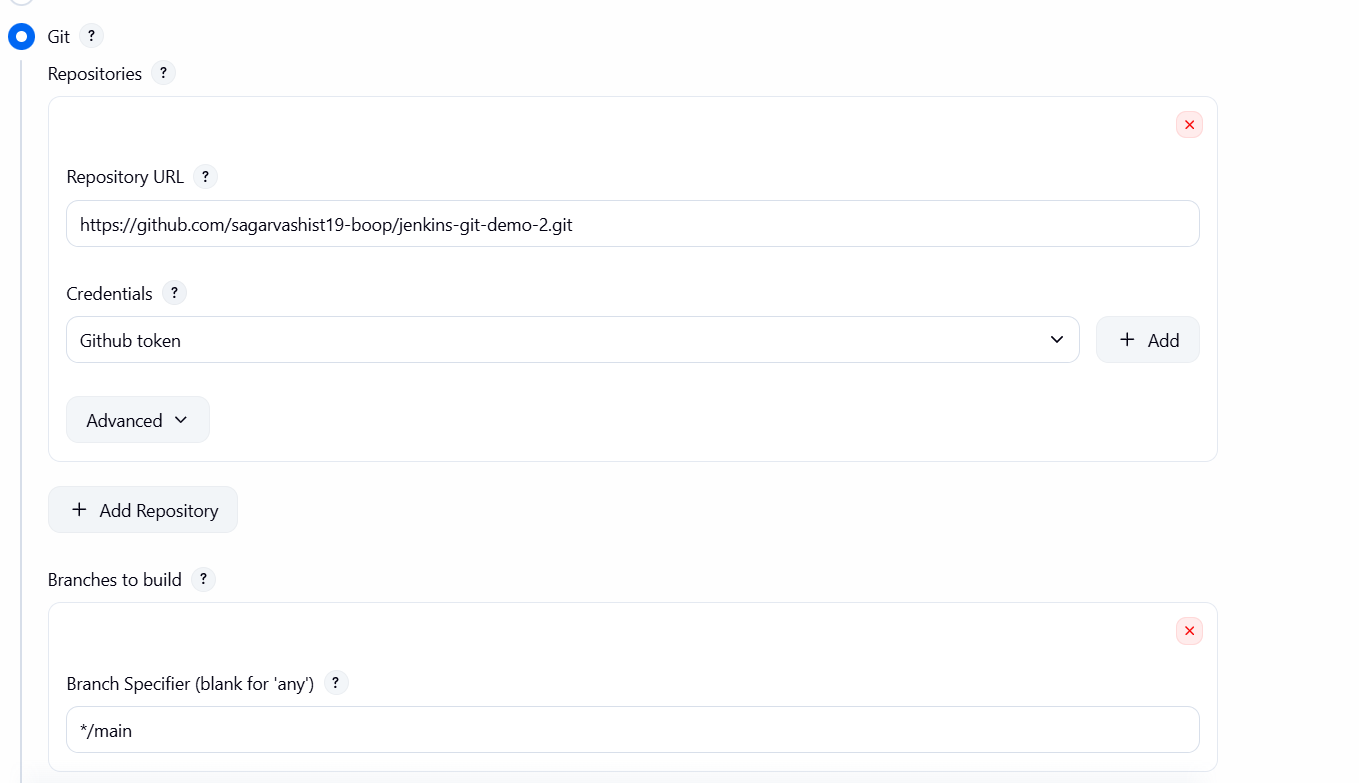 Git ?
Repositories ?
Repository URL ?
https://github.com/sagarvashist19-boop/jenkins-git-demo-2.git
Credentials ?
Github token
+ Add
Advanced
+ Add Repository
Branches to build ?
Branch Specifier (blank for 'any') ?
*/main